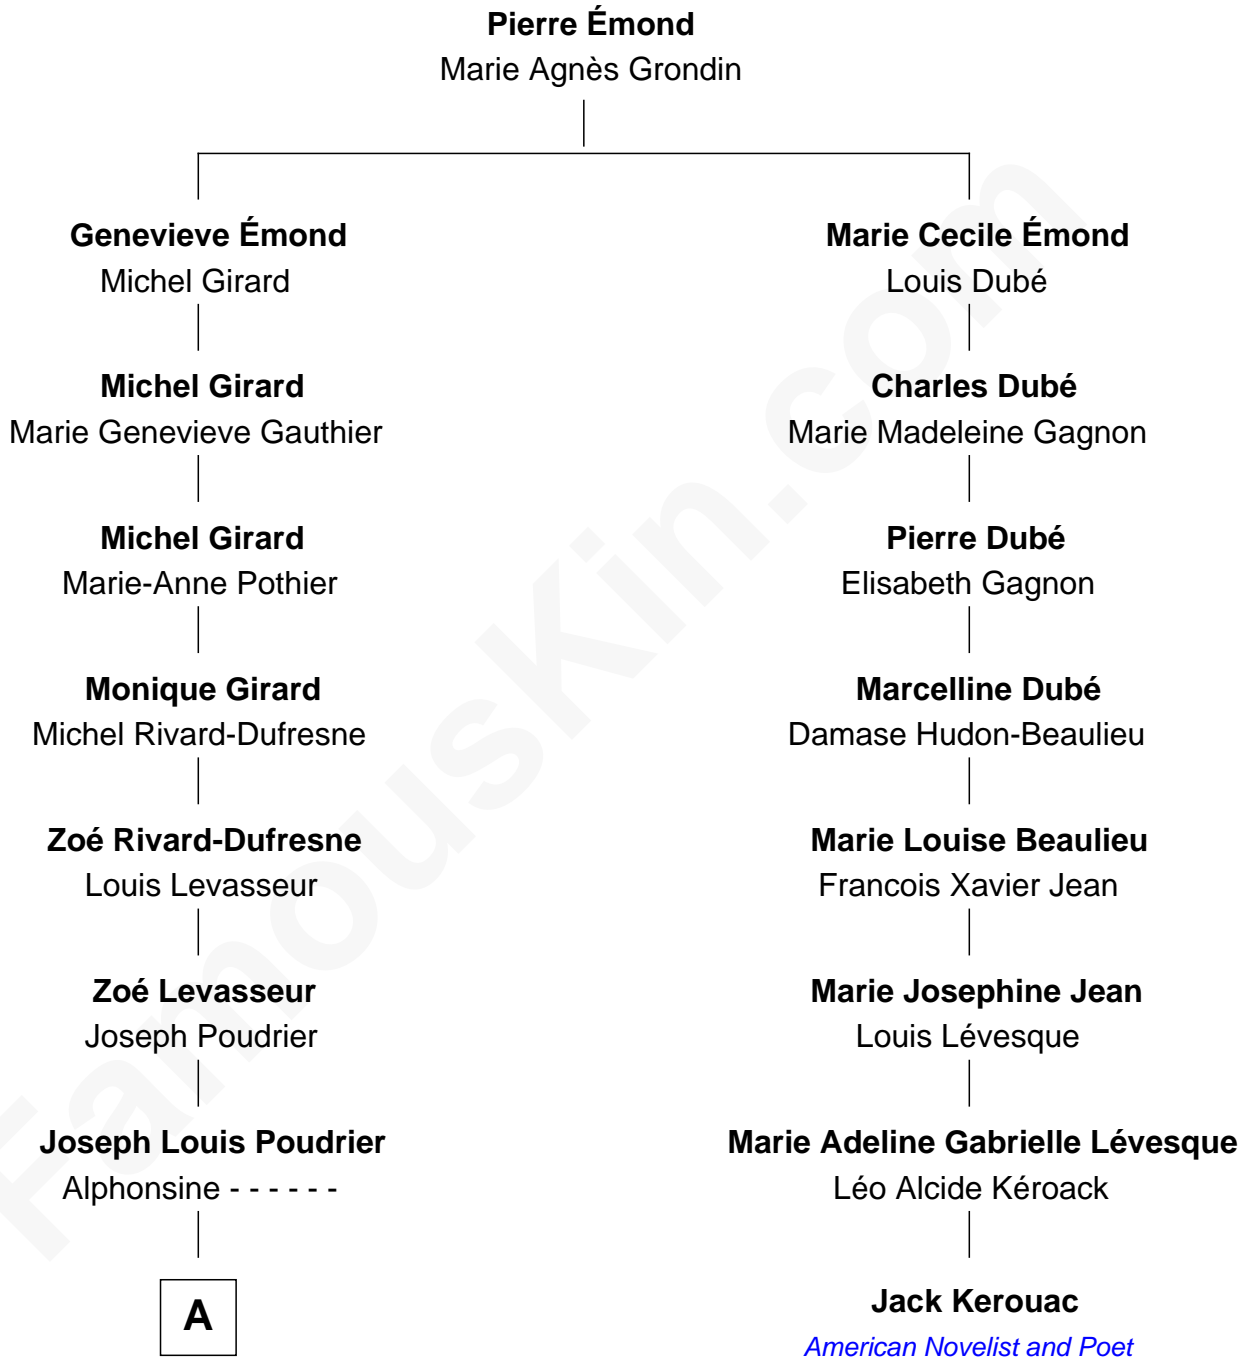 Pierre Émond
Marie Agnès Grondin
Genevieve Émond
Michel Girard
Marie Cecile Émond
Louis Dubé
Michel Girard
Marie Genevieve Gauthier
Charles Dubé
Marie Madeleine Gagnon
Michel Girard
Marie-Anne Pothier
Pierre Dubé
Elisabeth Gagnon
Monique Girard
Michel Rivard-Dufresne
Marcelline Dubé
Damase Hudon-Beaulieu
Zoé Rivard-Dufresne
Louis Levasseur
Marie Louise Beaulieu
Francois Xavier Jean
Zoé Levasseur
Joseph Poudrier
Marie Josephine Jean
Louis Lévesque
Joseph Louis Poudrier
Alphonsine - - - - - -
Marie Adeline Gabrielle Lévesque
Léo Alcide Kéroack
A
Jack Kerouac
American Novelist and Poet
FamousKin.com